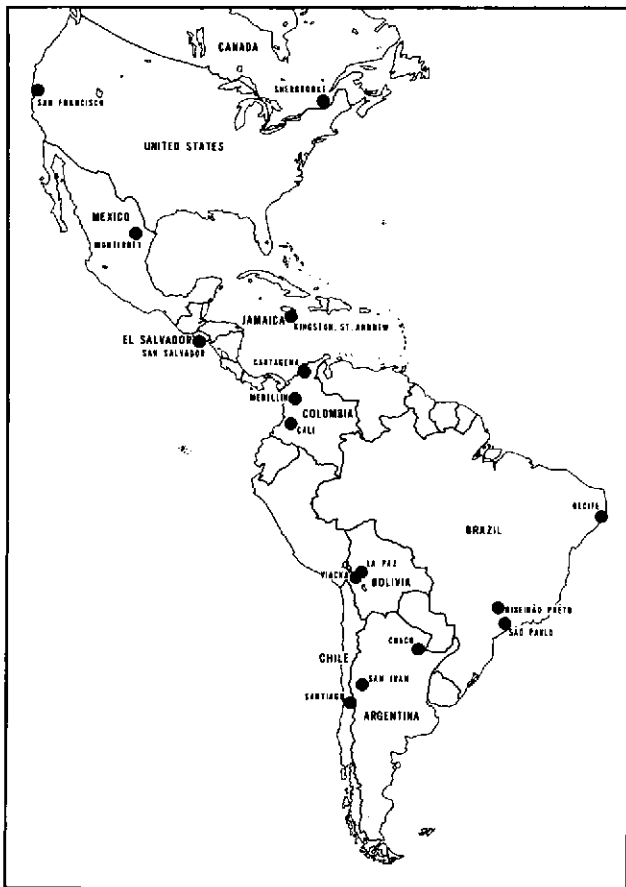 CANADA
SHERBROOKE
SAN FRANCISCO
UNITED STATES
MEXICO
MONTERREY
JAMAICA
KINGSTON, ST. ANDREW
EL SALVADOR
SAN SALVADOR
CARTAGENA
MEDELLIN
COLOMBIA
CALI
RECIFE
BRAZIL
LA PAZ
VIACHA
BOLIVIA
RIBEIRÃO PRETO
SÃO PAULO
CHACO
CHILE
SAN JUAN
SANTIAGO
ARGENTINA